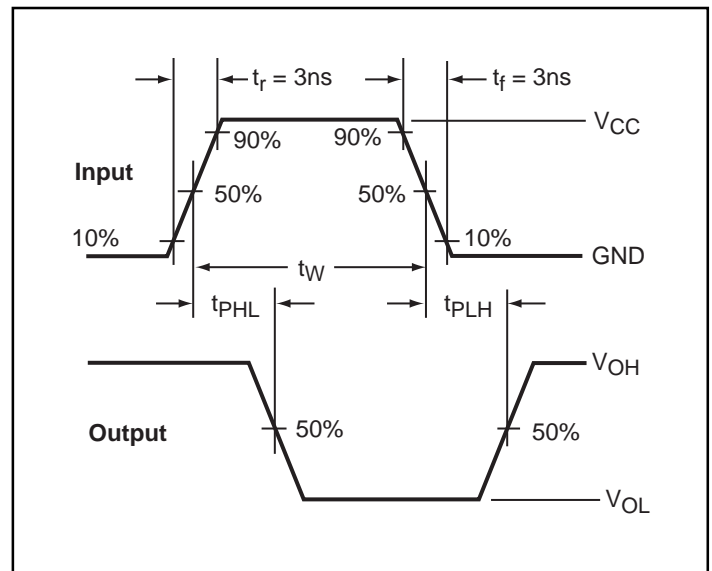 tr = 3ns
tf = 3ns
VCC
90%
90%
Input
50%
50%
10%
10%
tW
GND
tPHL
tPLH
VOH
Output
50%
50%
VOL